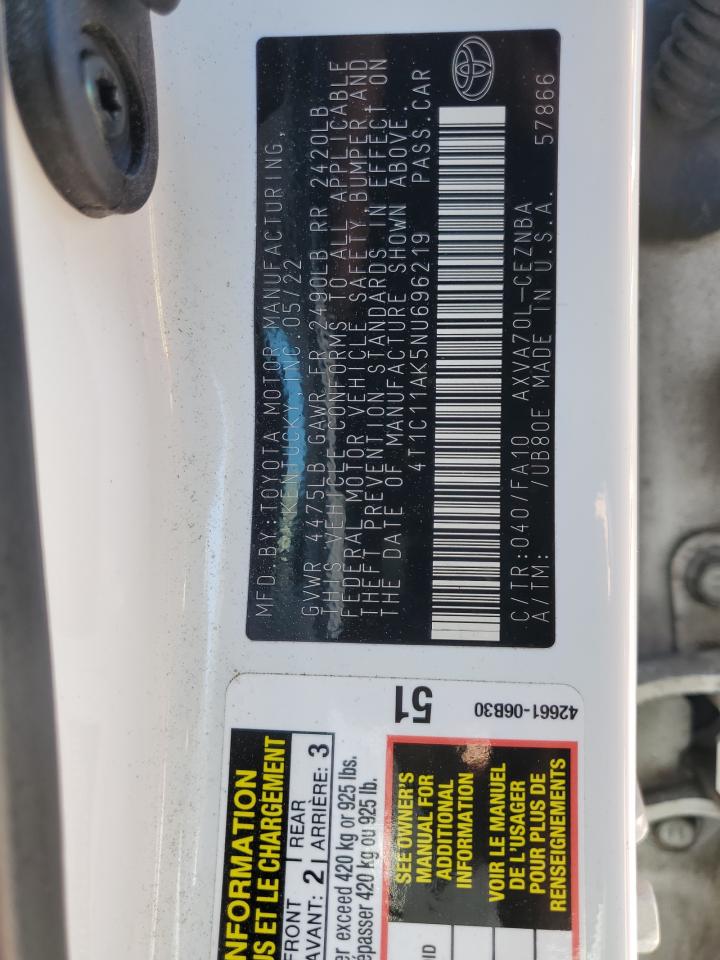 MFD.BY:TOYOTA MOTOR MANUFACTURING,
KENTUCKY,INC.05/22
GVWR 4475LB GAWR FR 2490LB RR 2420LB
THIS VEHICLE CONFORMS TO ALL APPLICABLE
FEDERAL MOTOR VEHICLE SAFETY, BUMPER, AND
THEFT PREVENTION STANDARDS IN EFFECT ON
THE DATE OF MANUFACTURE SHOWN ABOVE.
4T1C11AK5NU696219 PASS.CAR
C/TR:040/FA10 AXVA70L-CEZNBA
A/TM: /UB80E MADE IN U.S.A. 57866
NFORMATION
US ET LE CHARGEMENT
FRONT 2 REAR 3
AVANT: ARRIÈRE:
er exceed 420 kg or 925 lbs.
épasser 420 kg ou 925 lb.
51
42661-06B30
SEE OWNER'S
MANUAL FOR
ADDITIONAL
INFORMATION
VOIR LE MANUEL
DE L'USAGER
POUR PLUS DE
RENSEIGNEMENTS